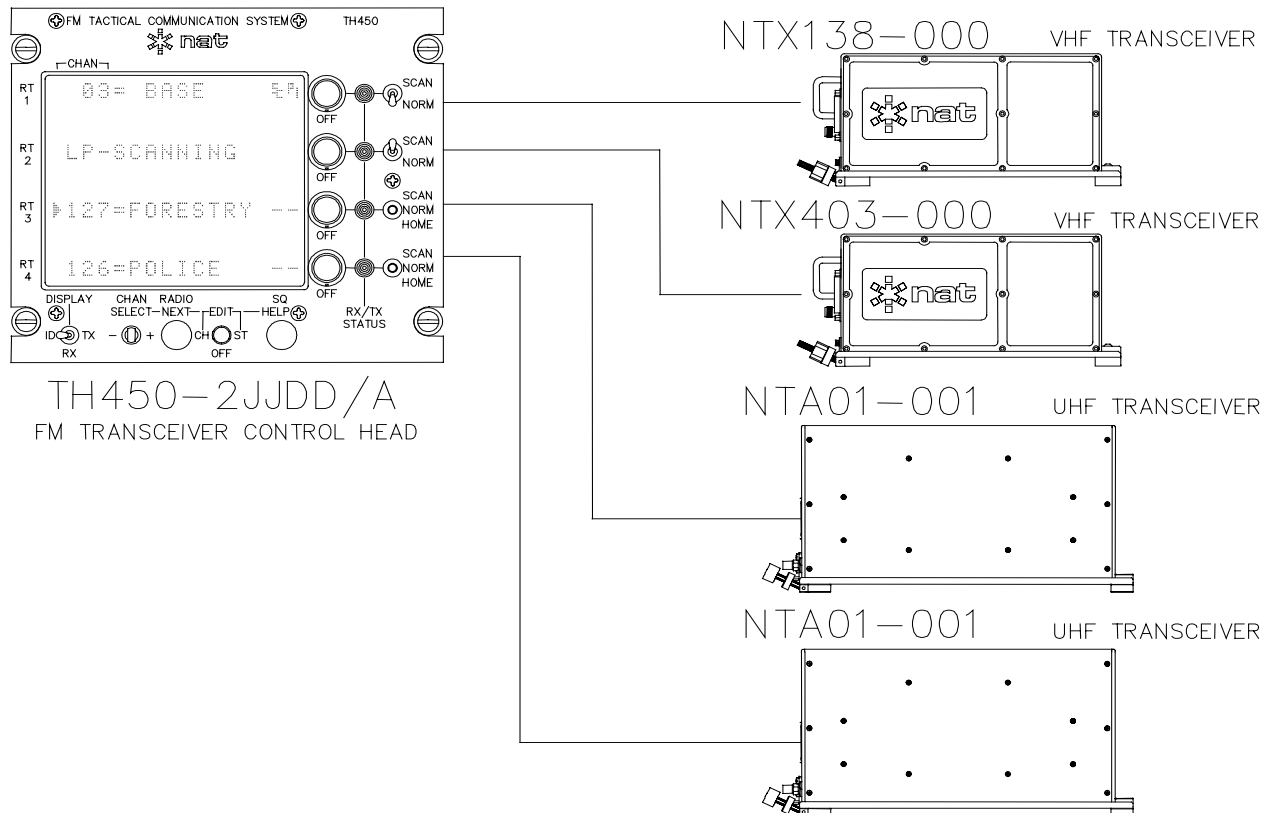 FM TACTICAL COMMUNICATION SYSTEM TH450
nat
CHAN
RT 1 03= BASE SCAN NORM OFF
RT 2 LP-SCANNING SCAN NORM OFF
RT 3 127=FORESTRY -- SCAN NORM HOME OFF
RT 4 126=POLICE -- SCAN NORM HOME OFF
DISPLAY CHAN SELECT RADIO NEXT EDIT SQ HELP RX/TX STATUS
ID TX - + CH ST
RX OFF
TH450-2JJDD/A
FM TRANSCEIVER CONTROL HEAD
NTX138-000 VHF TRANSCEIVER
nat
NTX403-000 VHF TRANSCEIVER
nat
NTA01-001 UHF TRANSCEIVER
NTA01-001 UHF TRANSCEIVER